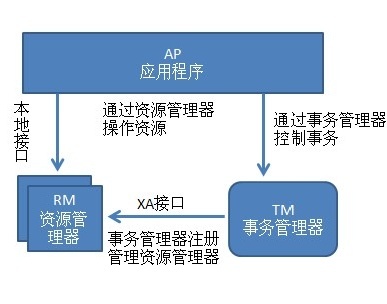 AP
应用程序
本地接口
通过资源管理器
操作资源
通过事务管理器
控制事务
RM
资源管
理器
XA接口
TM
事务管理器
事务管理器注册
管理资源管理器